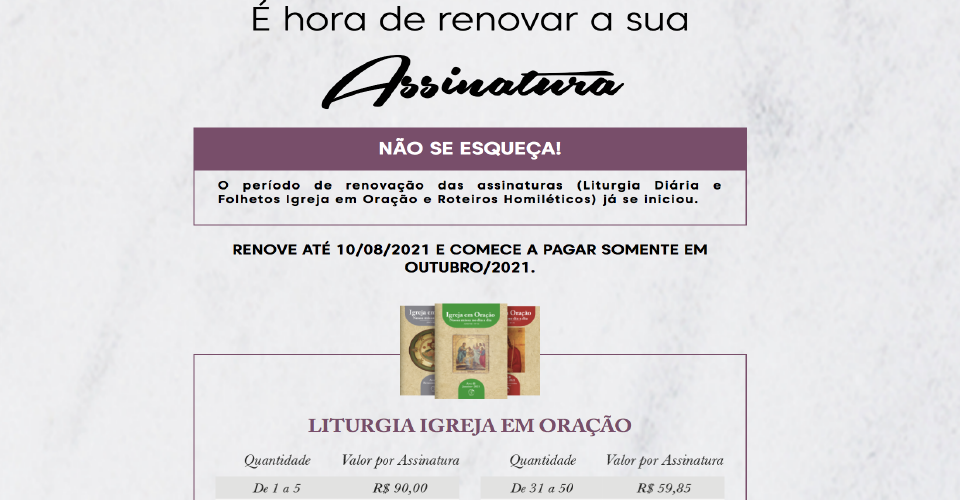 É hora de renovar a sua
Assinatura
NÃO SE ESQUEÇA!
O período de renovação das assinaturas (Liturgia Diária e
Folhetos Igreja em Oração e Roteiros Homiléticos) já se iniciou.
RENOVE ATÉ 10/08/2021 E COMECE A PAGAR SOMENTE EM
OUTUBRO/2021.
Igreja em Oração
LITURGIA IGREJA EM ORAÇÃO
Quantidade Valor por Assinatura Quantidade Valor por Assinatura
De 1 a 5 R$ 90,00 De 31 a 50 R$ 59,85